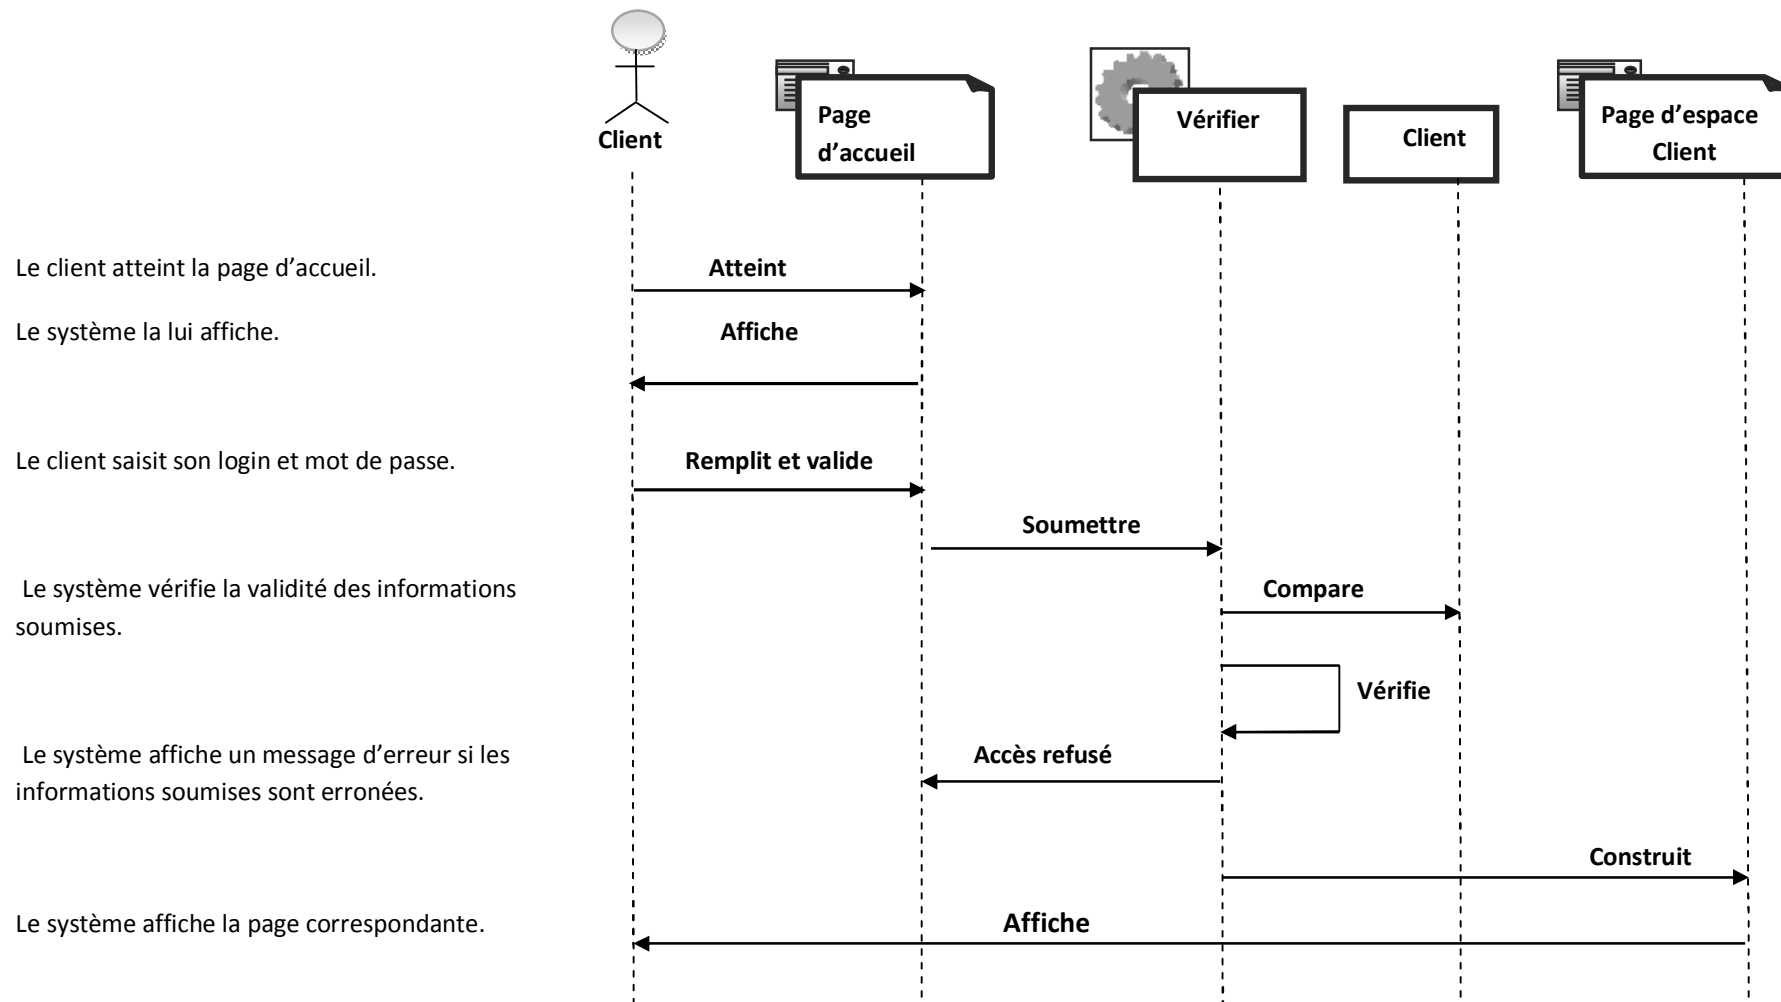 Client
Page
d’accueil
Vérifier
Client
Page d’espace
Client
Le client atteint la page d’accueil.
Atteint
Le système la lui affiche.
Affiche
Le client saisit son login et mot de passe.
Remplit et valide
Soumettre
Le système vérifie la validité des informations
soumises.
Compare
Vérifie
Le système affiche un message d’erreur si les
informations soumises sont erronées.
Accès refusé
Construit
Le système affiche la page correspondante.
Affiche